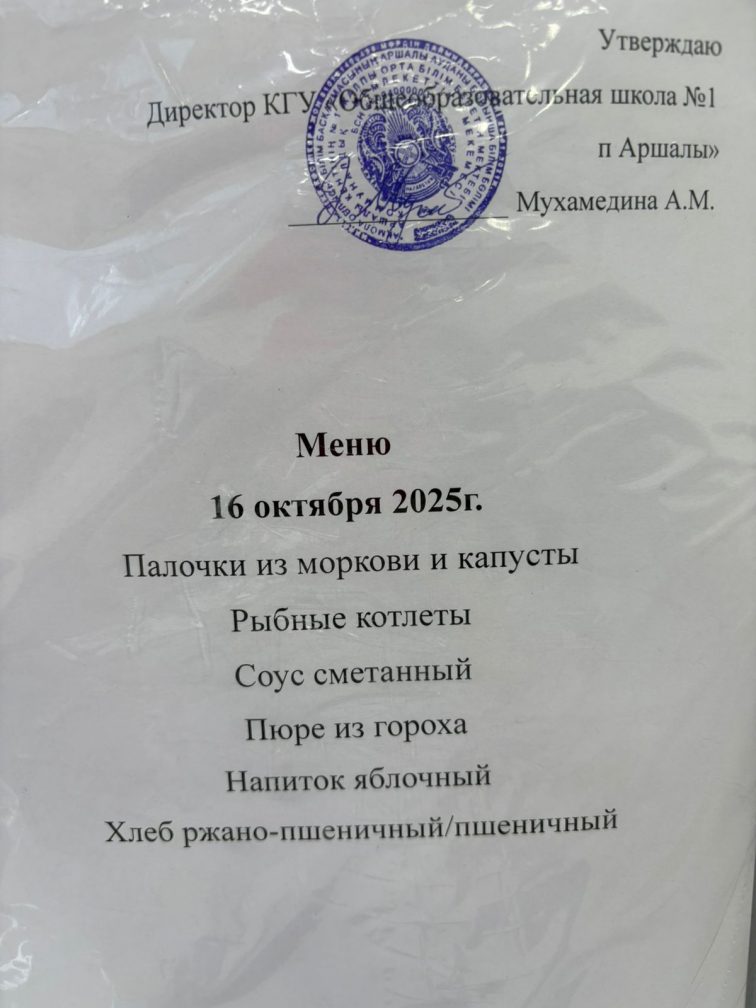 Утверждаю
Директор КГУ «Общеобразовательная школа №1
п Аршалы»
Мухамедина А.М.
Меню
16 октября 2025г.
Палочки из моркови и капусты
Рыбные котлеты
Соус сметанный
Пюре из гороха
Напиток яблочный
Хлеб ржано-пшеничный/пшеничный